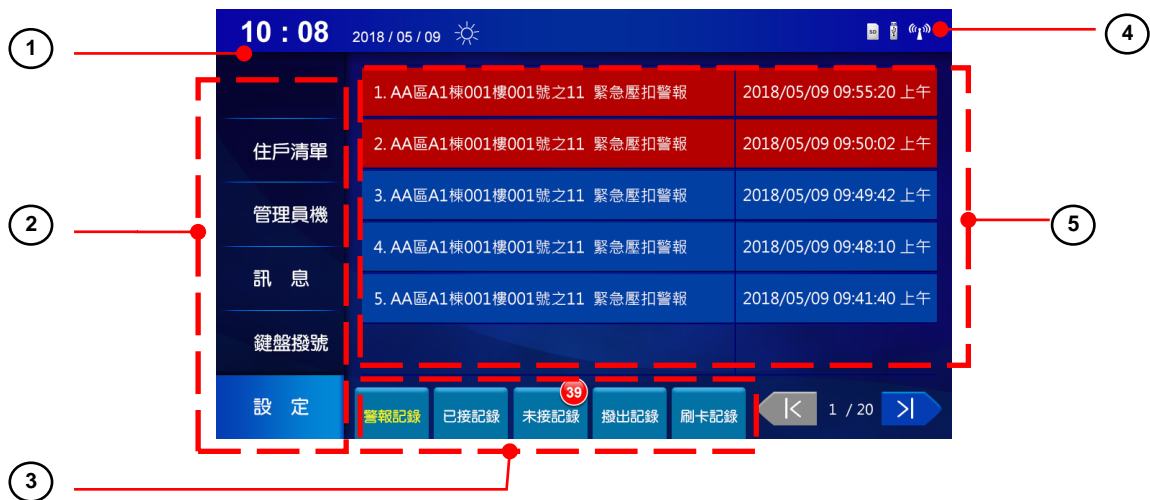 10 : 08 2018 / 05 / 09 SD
1
4
1. AA區A1棟001樓001號之11 緊急壓扣警報 2018/05/09 09:55:20 上午
2. AA區A1棟001樓001號之11 緊急壓扣警報 2018/05/09 09:50:02 上午
3. AA區A1棟001樓001號之11 緊急壓扣警報 2018/05/09 09:49:42 上午
4. AA區A1棟001樓001號之11 緊急壓扣警報 2018/05/09 09:48:10 上午
5. AA區A1棟001樓001號之11 緊急壓扣警報 2018/05/09 09:41:40 上午
5
2
住戶清單
管理員機
訊 息
鍵盤撥號
設 定
39
警報記錄 已接記錄 未接記錄 撥出記錄 刷卡記錄 1 / 20
3